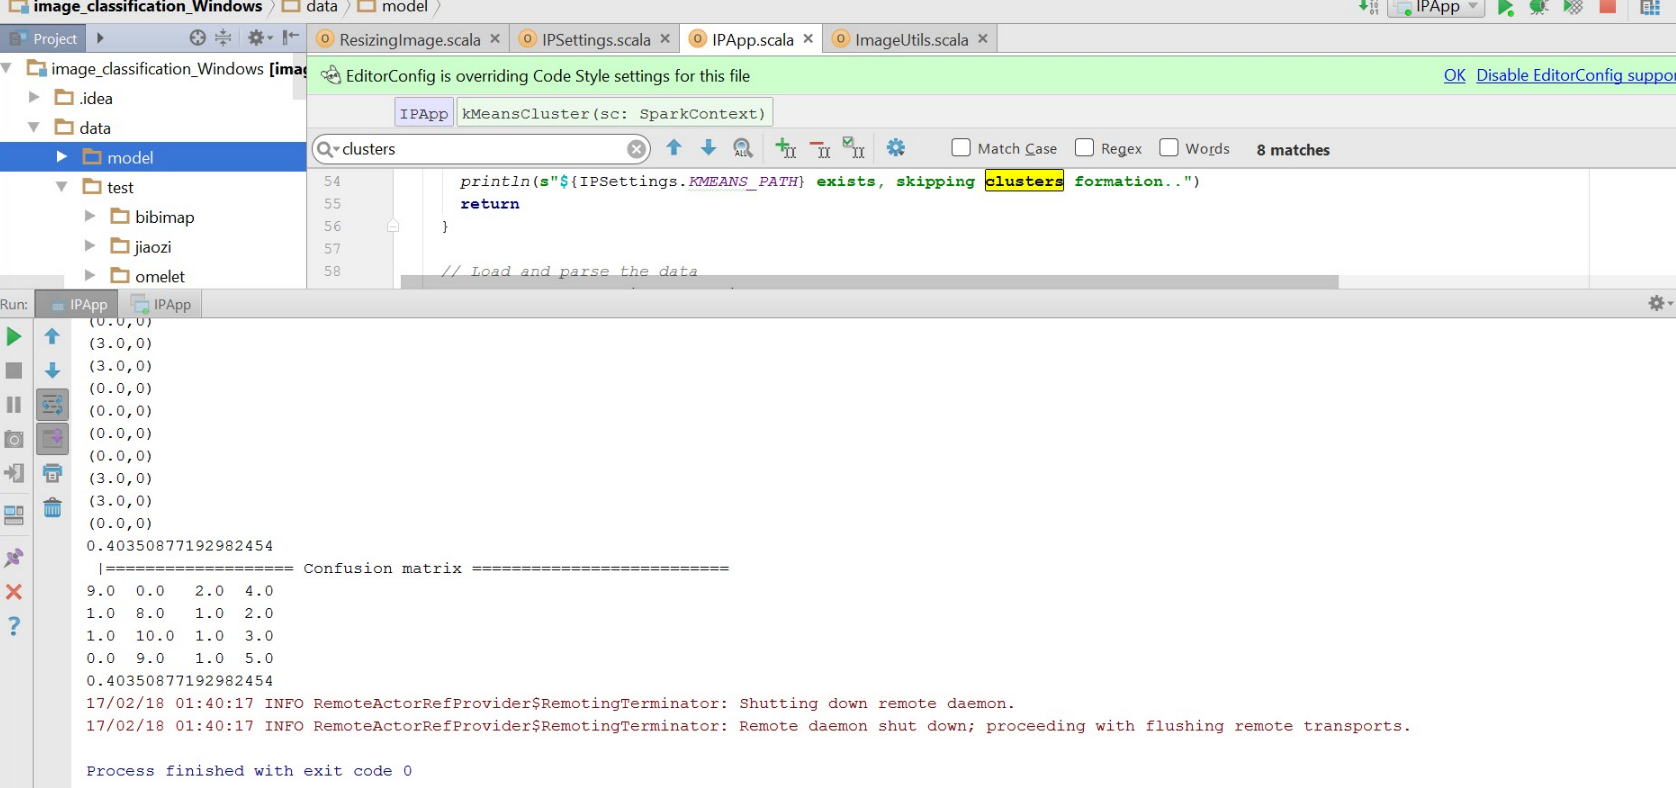 image_classification_Windows data model
IPApp
Project
ResizingImage.scala IPSettings.scala IPApp.scala ImageUtils.scala
image_classification_Windows [imag
.idea
data
model
test
bibimap
jiaozi
omelet
EditorConfig is overriding Code Style settings for this file
OK Disable EditorConfig suppor
IPApp kMeansCluster(sc: SparkContext)
clusters
Match Case Regex Words 8 matches
54 println(s"${IPSettings.KMEANS_PATH} exists, skipping clusters formation..")
55 return
56 }
57
58 // Load and parse the data
Run: IPApp IPApp
(0.0,0)
(3.0,0)
(3.0,0)
(0.0,0)
(0.0,0)
(0.0,0)
(0.0,0)
(3.0,0)
(3.0,0)
(0.0,0)
0.40350877192982454
|=================== Confusion matrix ==========================
9.0 0.0 2.0 4.0
1.0 8.0 1.0 2.0
1.0 10.0 1.0 3.0
0.0 9.0 1.0 5.0
0.40350877192982454
17/02/18 01:40:17 INFO RemoteActorRefProvider$RemotingTerminator: Shutting down remote daemon.
17/02/18 01:40:17 INFO RemoteActorRefProvider$RemotingTerminator: Remote daemon shut down; proceeding with flushing remote transports.
Process finished with exit code 0